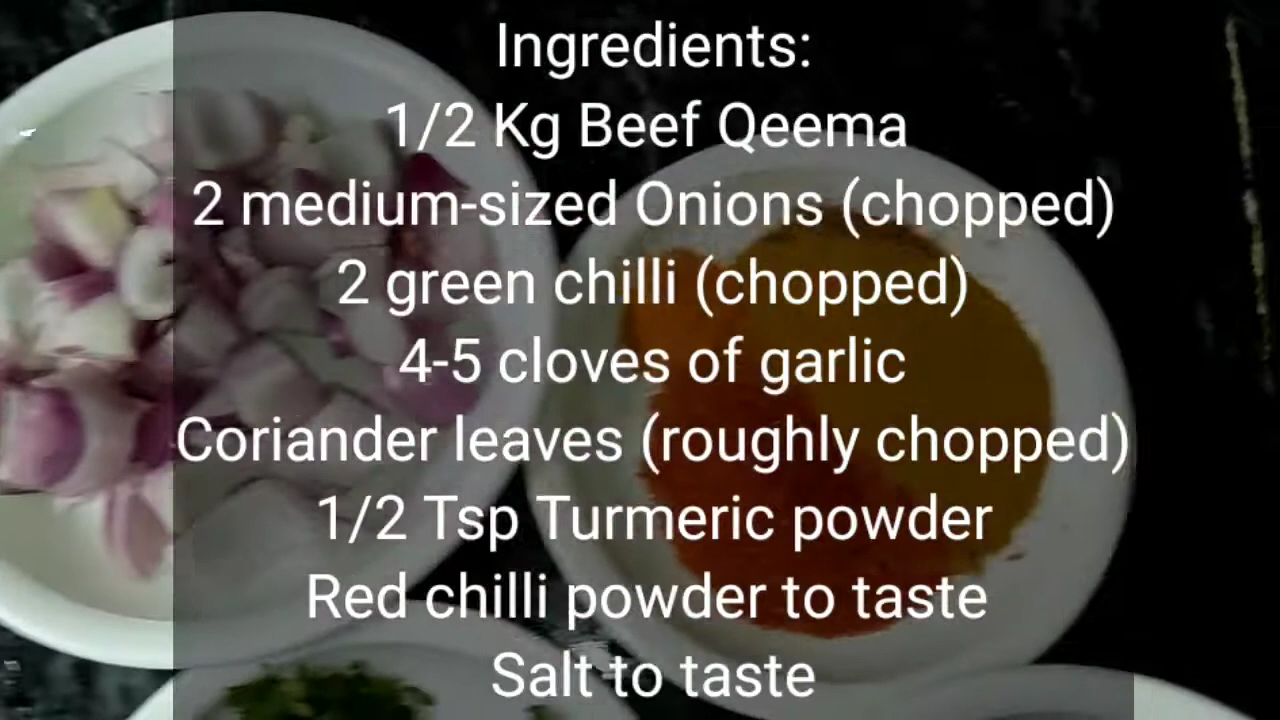 Ingredients:
1/2 Kg Beef Qeema
2 medium-sized Onions (chopped)
2 green chilli (chopped)
4-5 cloves of garlic
Coriander leaves (roughly chopped)
1/2 Tsp Turmeric powder
Red chilli powder to taste
Salt to taste